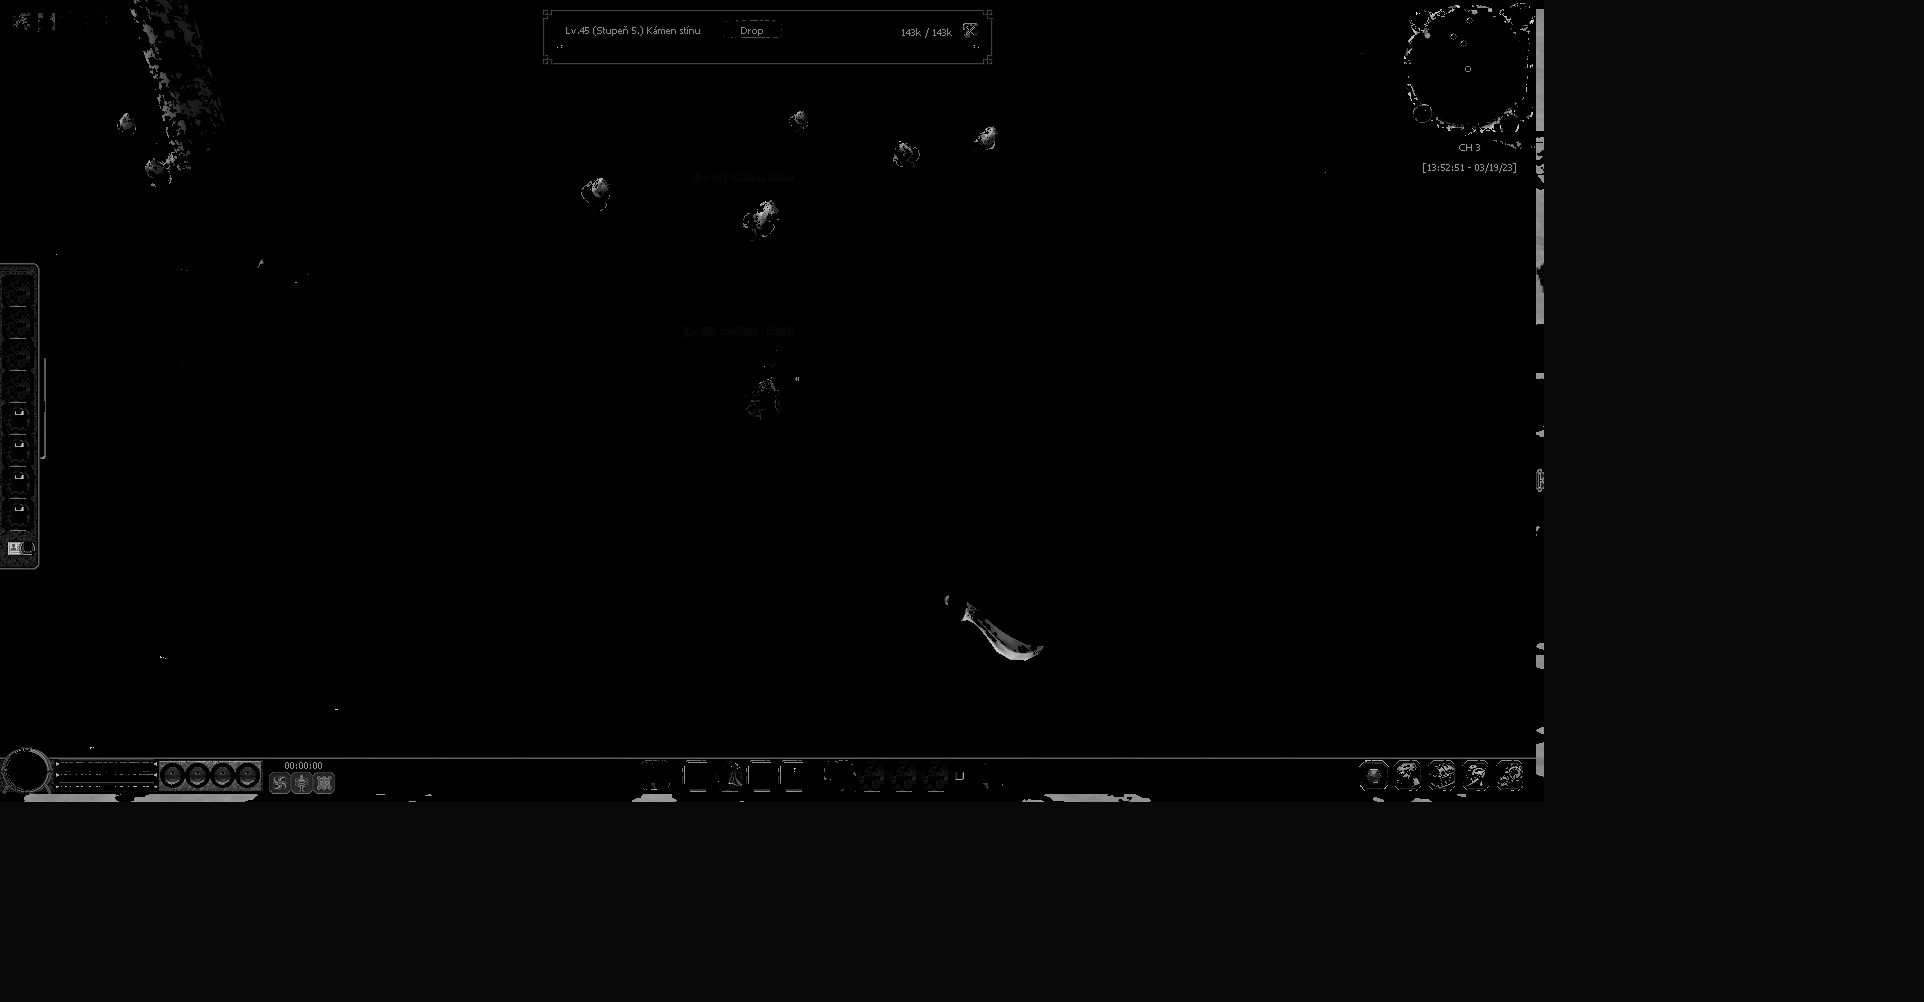 Lv.45 (Stupeň 5.) Kámen stínu
Drop
143k / 143k
CH 3
[13:52:51 - 03/19/23]
00:00:00